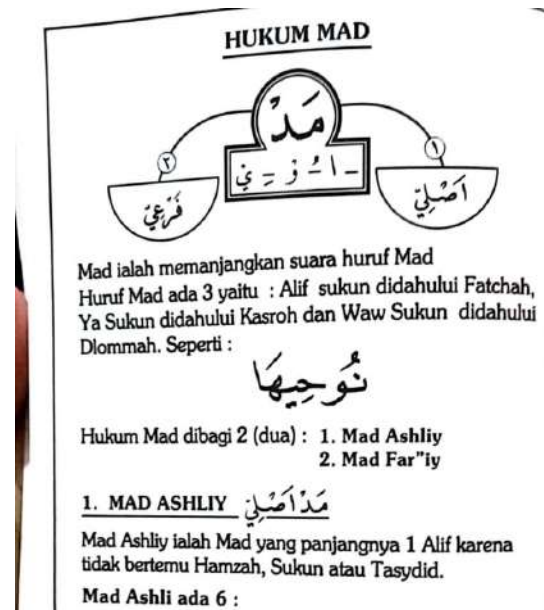 HUKUM MAD
مَدْ
ـَا ـُوْ ـِيْ
١
اَصْلِيْ
٢
فَرْعِيْ
Mad ialah memanjangkan suara huruf Mad
Huruf Mad ada 3 yaitu : Alif sukun didahului Fatchah,
Ya Sukun didahului Kasroh dan Waw Sukun didahului
Dlommah. Seperti :
نُوحِيهَا
Hukum Mad dibagi 2 (dua) : 1. Mad Ashliy
2. Mad Far"iy
1. MAD ASHLIY مَدْ اَصْلِيْ
Mad Ashliy ialah Mad yang panjangnya 1 Alif karena
tidak bertemu Hamzah, Sukun atau Tasydid.
Mad Ashli ada 6 :